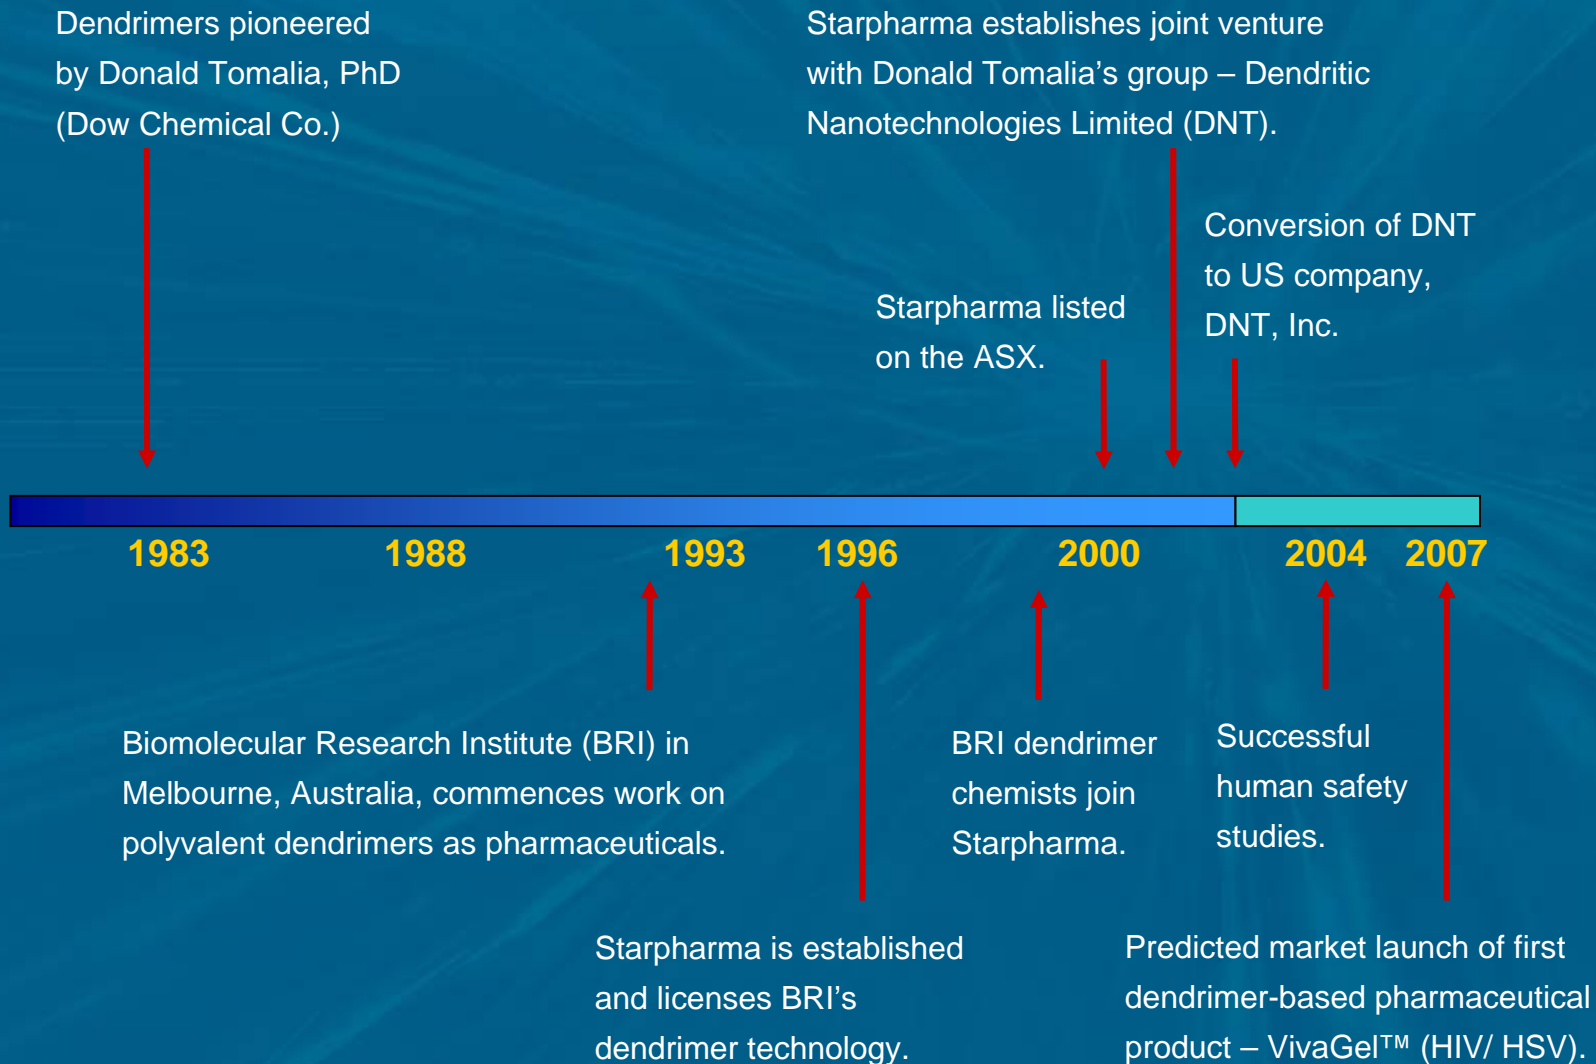 Dendrimers pioneered
by Donald Tomalia, PhD
(Dow Chemical Co.)
Starpharma establishes joint venture
with Donald Tomalia’s group – Dendritic
Nanotechnologies Limited (DNT).
Conversion of DNT
to US company,
DNT, Inc.
Starpharma listed
on the ASX.
1983 1988 1993 1996 2000 2004 2007
Biomolecular Research Institute (BRI) in
Melbourne, Australia, commences work on
polyvalent dendrimers as pharmaceuticals.
BRI dendrimer
chemists join
Starpharma.
Successful
human safety
studies.
Starpharma is established
and licenses BRI’s
dendrimer technology.
Predicted market launch of first
dendrimer-based pharmaceutical
product – VivaGel™ (HIV/ HSV).